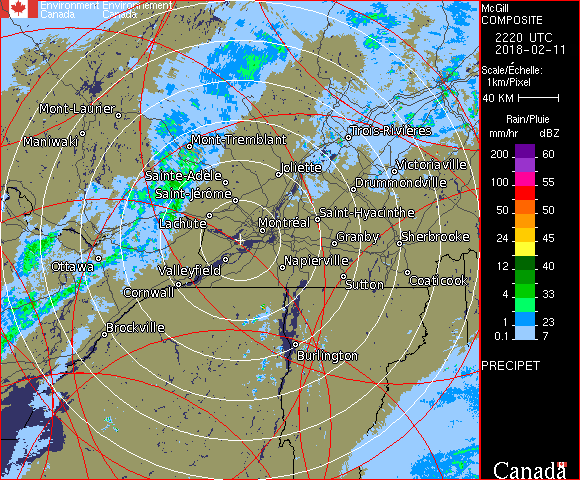 Environment Environnement
Canada Canada
McGill
COMPOSITE
2220 UTC
2018-02-11
Scale/Échelle:
1km/Pixel
40 KM
Rain/Pluie
mm/hr dBZ
200 60
100 55
50
50 45
24
12 40
8 33
4
1 23
0.1 7
PRECIPET
Canada
Mont-Laurier
Maniwaki
Mont-Tremblant
Trois-Rivières
Joliette
Victoriaville
Sainte-Adèle
Drummondville
Saint-Jérôme
Saint-Hyacinthe
Lachute
Montréal
Granby
Sherbrooke
Ottawa
Valleyfield
Napierville
Cornwall
Sutton
Coaticook
Brockville
Burlington